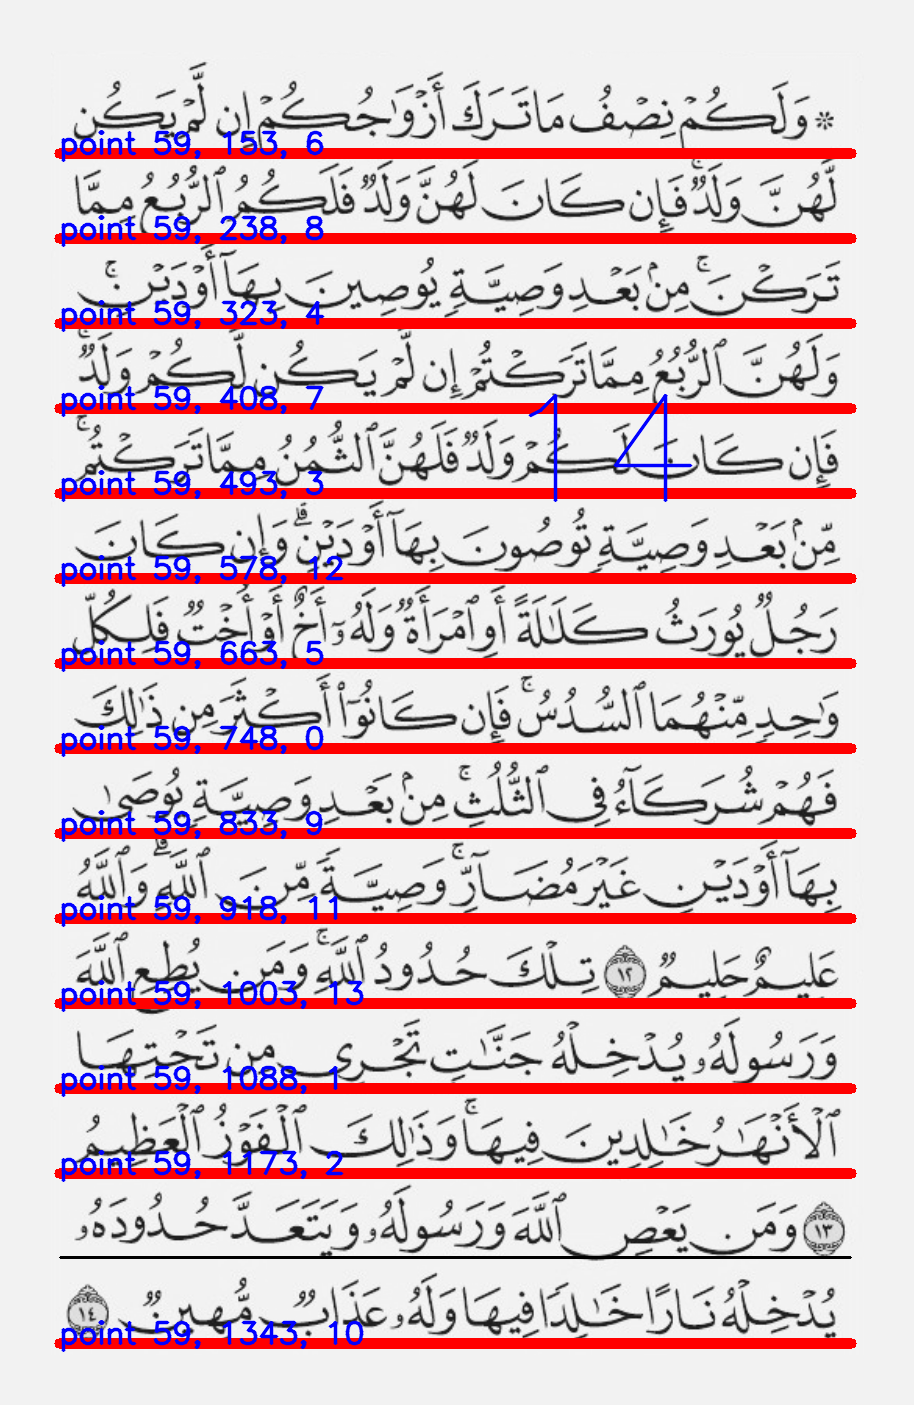 ۞ وَلَكُمْ نِصْفُ مَا تَرَكَ أَزْوَٰجُكُمْ إِن لَّمْ يَكُن
point 59, 153, 6
لَّهُنَّ وَلَدٌ ۚ فَإِن كَانَ لَهُنَّ وَلَدٌ فَلَكُمُ ٱلرُّبُعُ مِمَّا
point 59, 238, 8
تَرَكْنَ ۚ مِنۢ بَعْدِ وَصِيَّةٍ يُوصِينَ بِهَآ أَوْ دَيْنٍ ۚ
point 59, 323, 4
وَلَهُنَّ ٱلرُّبُعُ مِمَّا تَرَكْتُمْ إِن لَّمْ يَكُن لَّكُمْ وَلَدٌ ۚ
point 59, 408, 7
14
فَإِن كَانَ لَكُمْ وَلَدٌ فَلَهُنَّ ٱلثُّمُنُ مِمَّا تَرَكْتُم ۚ
point 59, 493, 3
مِّنۢ بَعْدِ وَصِيَّةٍ تُوصُونَ بِهَآ أَوْ دَيْنٍ ۗ وَإِن كَانَ
point 59, 578, 12
رَجُلٌ يُورَثُ كَلَٰلَةً أَوِ ٱمْرَأَةٌ وَلَهُۥٓ أَخٌ أَوْ أُخْتٌ فَلِكُلِّ
point 59, 663, 5
وَٰحِدٍ مِّنْهُمَا ٱلسُّدُسُ ۚ فَإِن كَانُوٓا۟ أَكْثَرَ مِن ذَٰلِكَ
point 59, 748, 0
فَهُمْ شُرَكَآءُ فِى ٱلثُّلُثِ ۚ مِنۢ بَعْدِ وَصِيَّةٍ يُوصَىٰ
point 59, 833, 9
بِهَآ أَوْ دَيْنٍ غَيْرَ مُضَآرٍّ ۚ وَصِيَّةً مِّنَ ٱللَّهِ ۗ وَٱللَّهُ
point 59, 918, 11
عَلِيمٌ حَلِيمٌ ١٢ تِلْكَ حُدُودُ ٱللَّهِ ۚ وَمَن يُطِعِ ٱللَّهَ
point 59, 1003, 13
وَرَسُولَهُۥ يُدْخِلْهُ جَنَّٰتٍ تَجْرِى مِن تَحْتِهَا
point 59, 1088, 1
ٱلْأَنْهَٰرُ خَٰلِدِينَ فِيهَا ۚ وَذَٰلِكَ ٱلْفَوْزُ ٱلْعَظِيمُ
point 59, 1173, 2
١٣ وَمَن يَعْصِ ٱللَّهَ وَرَسُولَهُۥ وَيَتَعَدَّ حُدُودَهُۥ
يُدْخِلْهُ نَارًا خَٰلِدًا فِيهَا وَلَهُۥ عَذَابٌ مُّهِينٌ ١٤
point 59, 1343, 10